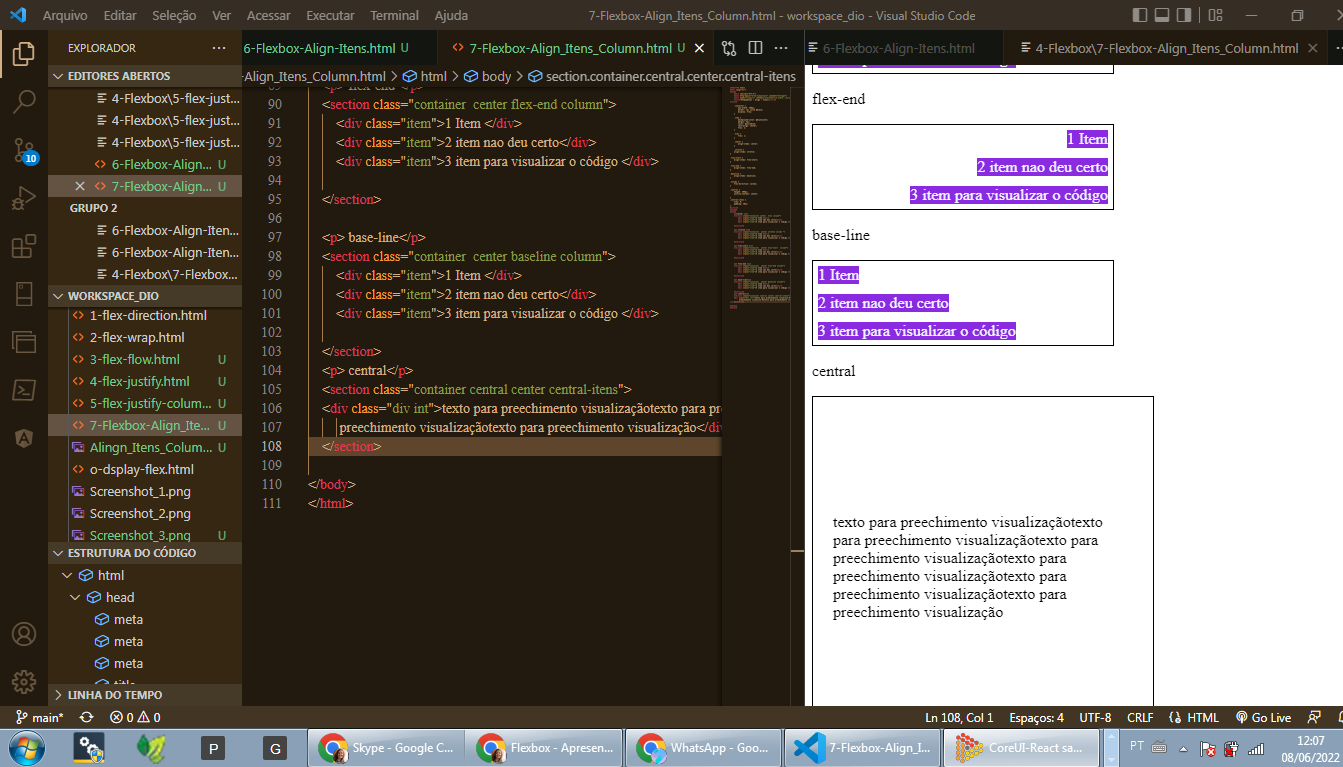 Arquivo Editar Seleção Ver Acessar Executar Terminal Ajuda
7-Flexbox-Align_Itens_Column.html - workspace_dio - Visual Studio Code
EXPLORADOR ···
6-Flexbox-Align-Itens.html U
7-Flexbox-Align_Itens_Column.html U
6-Flexbox-Align-Itens.html
4-Flexbox\7-Flexbox-Align_Itens_Column.html
-Align_Itens_Column.html > html > body > section.container.central.center.central-itens
EDITORES ABERTOS
4-Flexbox\5-flex-just...
4-Flexbox\5-flex-just...
4-Flexbox\5-flex-just...
6-Flexbox-Align... U
7-Flexbox-Align... U
GRUPO 2
6-Flexbox-Align-Iten...
6-Flexbox-Align-Iten...
4-Flexbox\7-Flexbox...
10
WORKSPACE_DIO
1-flex-direction.html
2-flex-wrap.html
3-flex-flow.html U
4-flex-justify.html U
5-flex-justify-colum... U
7-Flexbox-Align_Ite... U
Alingn_Itens_Colum... U
o-dsplay-flex.html
Screenshot_1.png
Screenshot_2.png
Screenshot_3.png U
ESTRUTURA DO CÓDIGO
html
head
meta
meta
meta
LINHA DO TEMPO
90 <section class="container  center flex-end column">
91 <div class="item">1 Item </div>
92 <div class="item">2 item nao deu certo</div>
93 <div class="item">3 item para visualizar o código </div>
94
95 </section>
96
97 <p> base-line</p>
98 <section class="container  center baseline column">
99 <div class="item">1 Item </div>
100 <div class="item">2 item nao deu certo</div>
101 <div class="item">3 item para visualizar o código </div>
102
103 </section>
104 <p> central</p>
105 <section class="container central center central-itens">
106 <div class="div int">texto para preechimento visualizaçãotexto para pr
107 preechimento visualizaçãotexto para preechimento visualização</div
108 </section>
109
110 </body>
111 </html>
flex-end
1 Item
2 item nao deu certo
3 item para visualizar o código
base-line
1 Item
2 item nao deu certo
3 item para visualizar o código
central
texto para preechimento visualizaçãotexto
para preechimento visualizaçãotexto para
preechimento visualizaçãotexto para
preechimento visualizaçãotexto para
preechimento visualizaçãotexto para
preechimento visualização
main* 0 0
Ln 108, Col 1 Espaços: 4 UTF-8 CRLF HTML Go Live
P
G
Skype - Google C...
Flexbox - Apresen...
WhatsApp - Goo...
7-Flexbox-Align_I...
CoreUI-React sa...
PT
12:07
08/06/2022